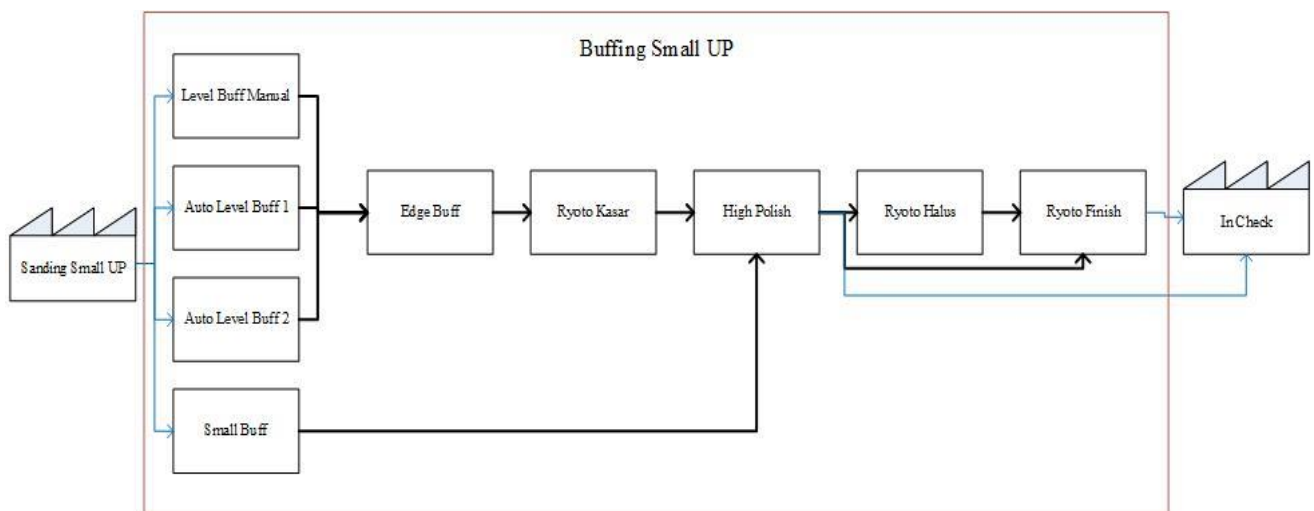 Buffing Small UP
Level Buff Manual
Auto Level Buff 1
Edge Buff
Ryoto Kasar
High Polish
Ryoto Halus
Ryoto Finish
In Check
Sanding Small UP
Auto Level Buff 2
Small Buff